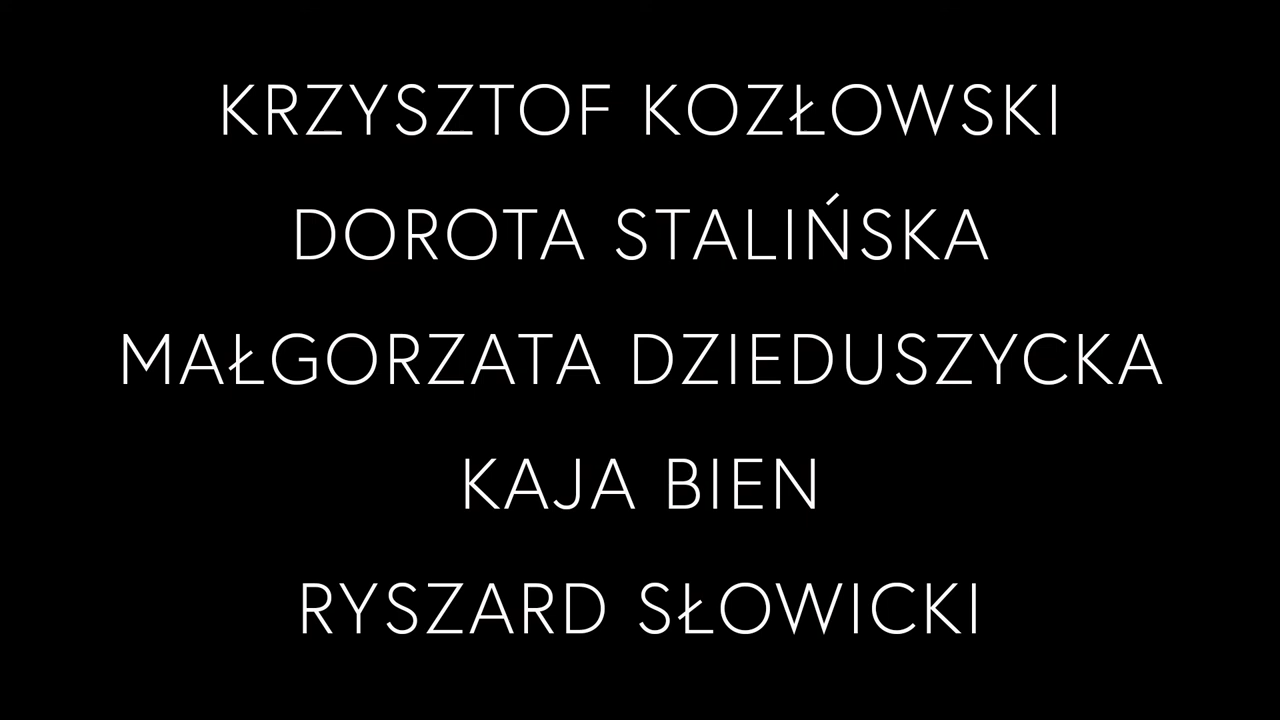 KRZYSZTOF KOZŁOWSKI
DOROTA STALIŃSKA
MAŁGORZATA DZIEDUSZYCKA
KAJA BIEN
RYSZARD SŁOWICKI